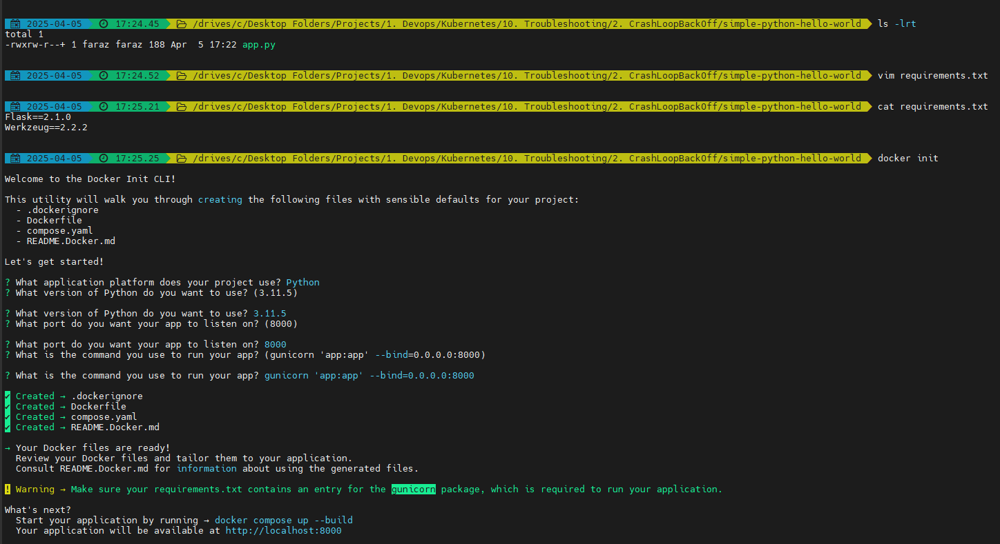 2025-04-05 17:24.45 /drives/c/Desktop Folders/Projects/1. Devops/Kubernetes/10. Troubleshooting/2. CrashLoopBackOff/simple-python-hello-world ls -lrt
total 1
-rwxrw-r--+ 1 faraz faraz 188 Apr  5 17:22 app.py
2025-04-05 17:24.52 /drives/c/Desktop Folders/Projects/1. Devops/Kubernetes/10. Troubleshooting/2. CrashLoopBackOff/simple-python-hello-world vim requirements.txt
2025-04-05 17:25.21 /drives/c/Desktop Folders/Projects/1. Devops/Kubernetes/10. Troubleshooting/2. CrashLoopBackOff/simple-python-hello-world cat requirements.txt
Flask==2.1.0
Werkzeug==2.2.2
2025-04-05 17:25.25 /drives/c/Desktop Folders/Projects/1. Devops/Kubernetes/10. Troubleshooting/2. CrashLoopBackOff/simple-python-hello-world docker init
Welcome to the Docker Init CLI!
This utility will walk you through creating the following files with sensible defaults for your project:
- .dockerignore
- Dockerfile
- compose.yaml
- README.Docker.md
Let's get started!
? What application platform does your project use? Python
? What version of Python do you want to use? (3.11.5)
? What version of Python do you want to use? 3.11.5
? What port do you want your app to listen on? (8000)
? What port do you want your app to listen on? 8000
? What is the command you use to run your app? (gunicorn 'app:app' --bind=0.0.0.0:8000)
? What is the command you use to run your app? gunicorn 'app:app' --bind=0.0.0.0:8000
✔ Created → .dockerignore
✔ Created → Dockerfile
✔ Created → compose.yaml
✔ Created → README.Docker.md
→ Your Docker files are ready!
Review your Docker files and tailor them to your application.
Consult README.Docker.md for information about using the generated files.
! Warning → Make sure your requirements.txt contains an entry for the gunicorn package, which is required to run your application.
What's next?
Start your application by running → docker compose up --build
Your application will be available at http://localhost:8000